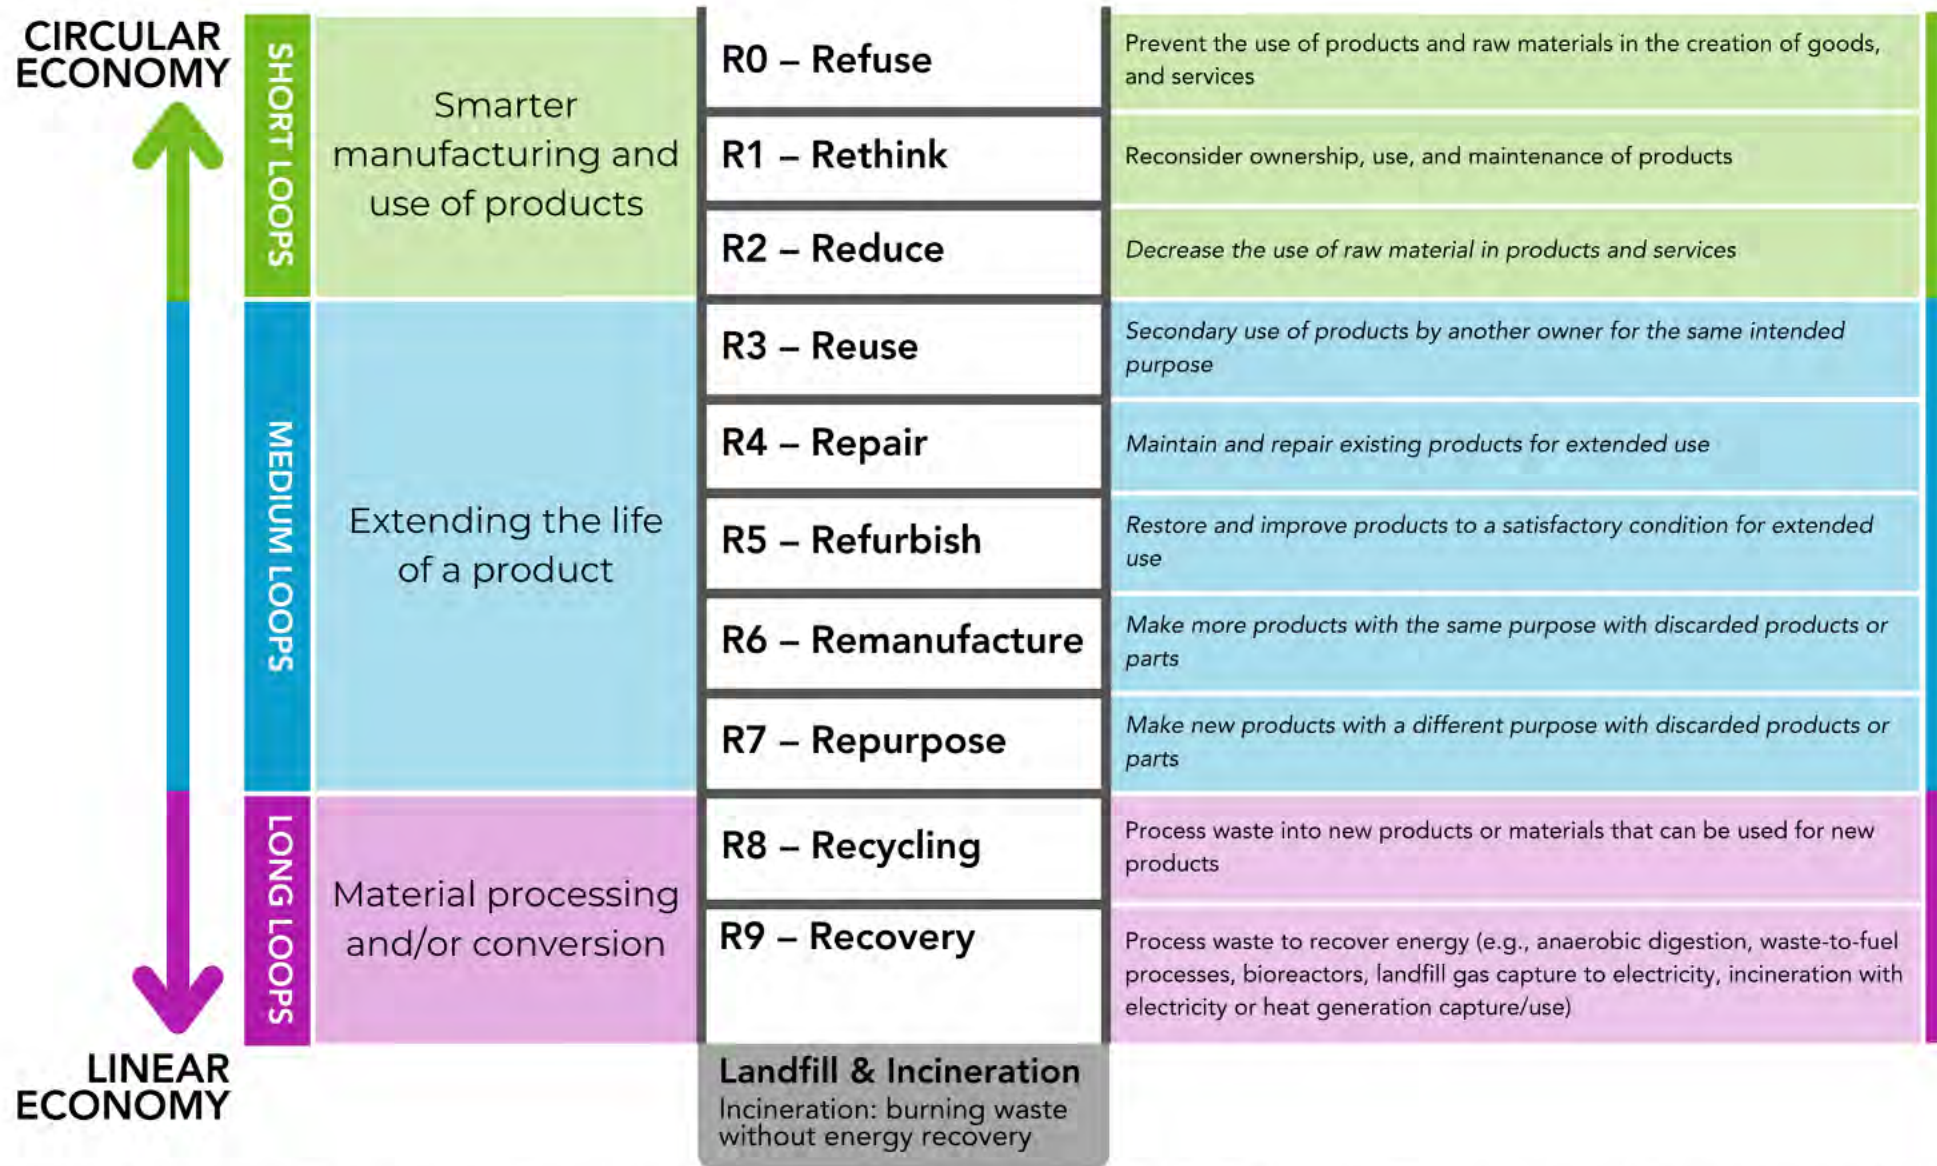 CIRCULAR
ECONOMY
SHORT LOOPS
Smarter
manufacturing and
use of products
R0 – Refuse
Prevent the use of products and raw materials in the creation of goods,
and services
R1 – Rethink
Reconsider ownership, use, and maintenance of products
R2 – Reduce
Decrease the use of raw material in products and services
MEDIUM LOOPS
Extending the life
of a product
R3 – Reuse
Secondary use of products by another owner for the same intended
purpose
R4 – Repair
Maintain and repair existing products for extended use
R5 – Refurbish
Restore and improve products to a satisfactory condition for extended
use
R6 – Remanufacture
Make more products with the same purpose with discarded products or
parts
R7 – Repurpose
Make new products with a different purpose with discarded products or
parts
LONG LOOPS
Material processing
and/or conversion
R8 – Recycling
Process waste into new products or materials that can be used for new
products
R9 – Recovery
Process waste to recover energy (e.g., anaerobic digestion, waste-to-fuel
processes, bioreactors, landfill gas capture to electricity, incineration with
electricity or heat generation capture/use)
LINEAR
ECONOMY
Landfill & Incineration
Incineration: burning waste
without energy recovery